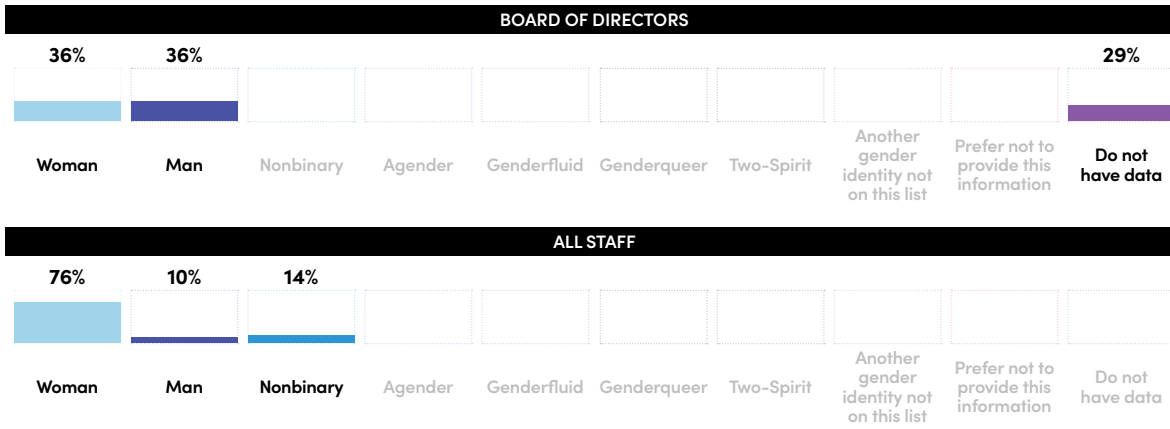 BOARD OF DIRECTORS
36% 36% 29%
Woman Man Nonbinary Agender Genderfluid Genderqueer Two-Spirit
Another
gender
identity not
on this list
Prefer not to
provide this
information
Do not
have data
ALL STAFF
76% 10% 14%
Woman Man Nonbinary Agender Genderfluid Genderqueer Two-Spirit
Another
gender
identity not
on this list
Prefer not to
provide this
information
Do not
have data